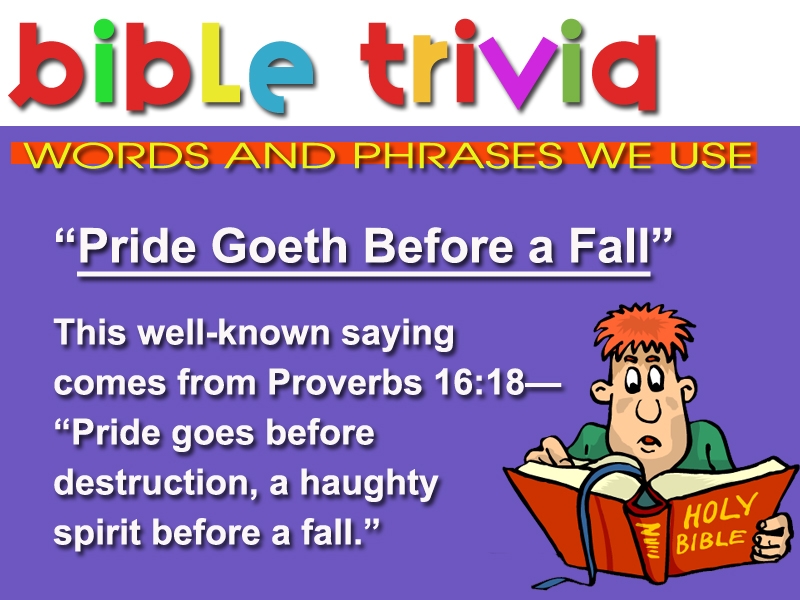 bibLe trivia
WORDS AND PHRASES WE USE
“Pride Goeth Before a Fall”
This well-known saying
comes from Proverbs 16:18—
“Pride goes before
destruction, a haughty
spirit before a fall.”
HOLY
BIBLE